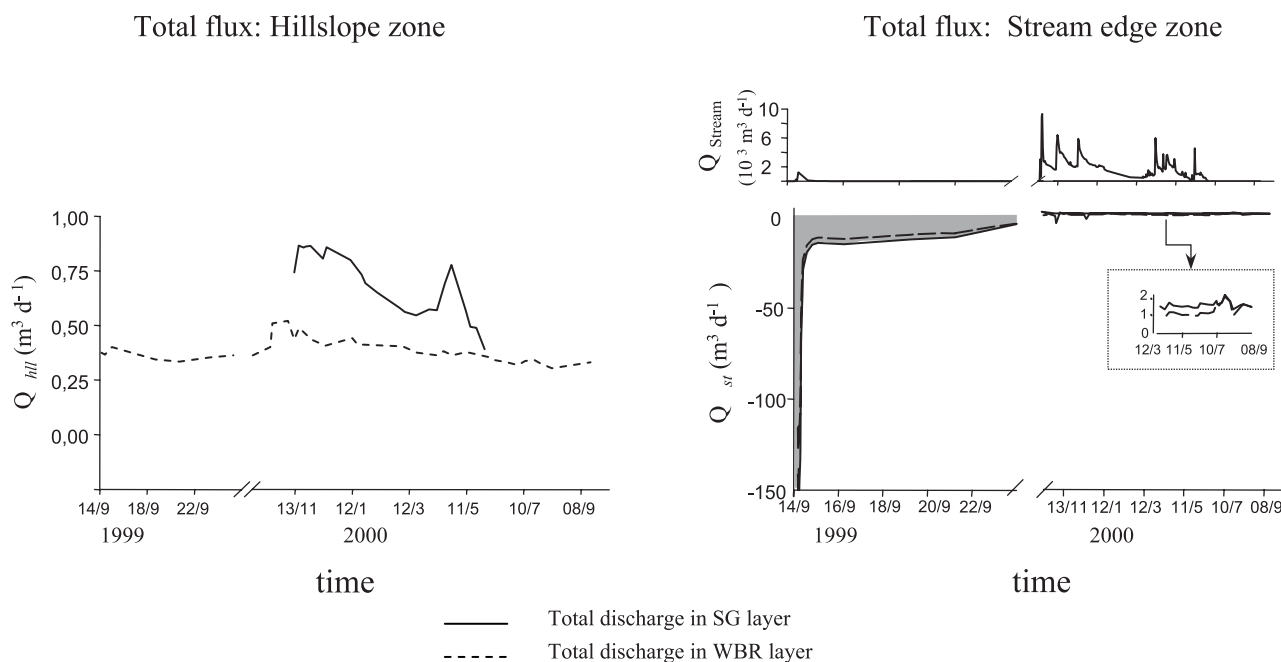 Total flux: Hillslope zone
Total flux: Stream edge zone
Q Stream
(10 ³ m³ d⁻¹)
10
6
2
1,00
0,75
0,50
0,25
0,00
Q hll (m³ d⁻¹)
14/9 18/9 22/9 13/11 12/1 12/3 11/5 10/7 08/9
1999 2000
time
0
-50
-100
-150
Q st (m³ d⁻¹)
2
1
0
12/3 11/5 10/7 08/9
14/9 16/9 18/9 20/9 22/9 13/11 12/1 12/3 11/5 10/7 08/9
1999 2000
time
Total discharge in SG layer
Total discharge in WBR layer